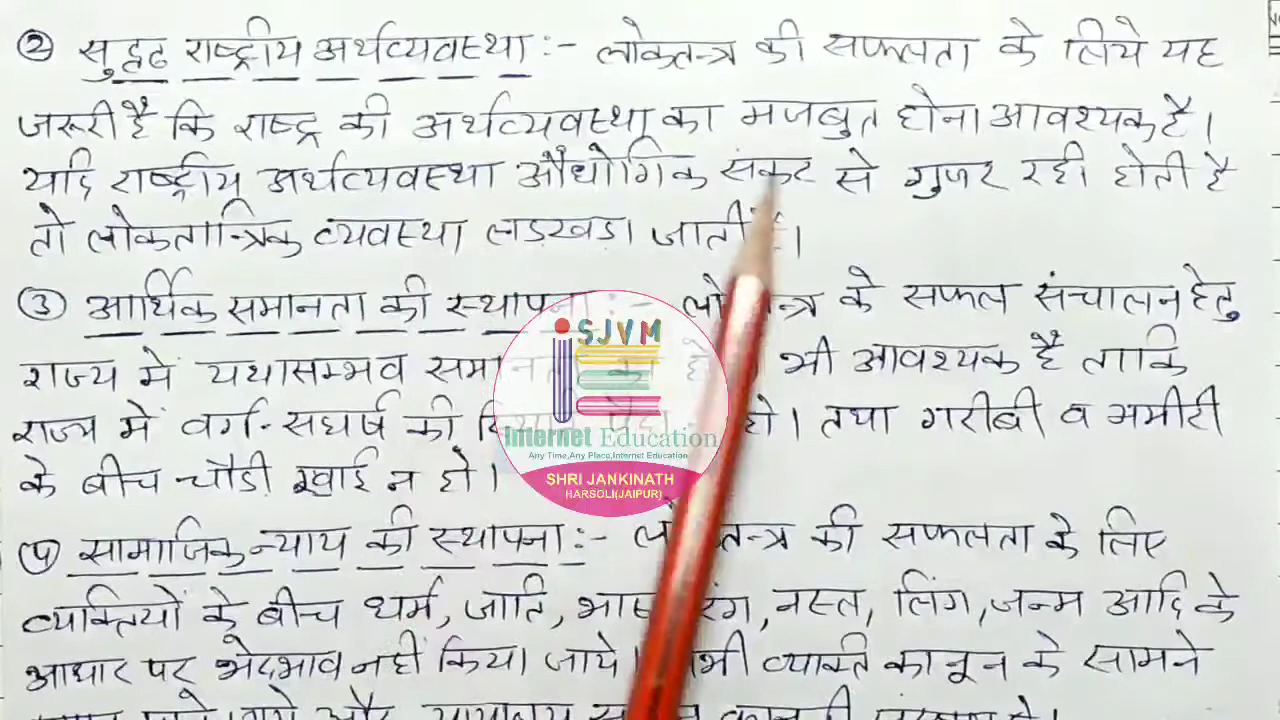 ② सुदृढ राष्ट्रीय अर्थव्यवस्था :- लोकतन्त्र की सफलता के लिये यह
जरूरी है कि राष्ट्र की अर्थव्यवस्था का मजबुत होना आवश्यक है।
यदि राष्ट्रीय अर्थव्यवस्था औद्योगिक संकट से गुजर रही होती है
तो लोकतान्त्रिक व्यवस्था लडखडा जाती
③ आर्थिक समानता की स्थापना :- के सफल संचालन हेतु
राज्य में यथासम्भव भी आवश्यक है ताकि
राज्य में वर्ग-सघर्ष की हो। तथा गरीबी व अमीरी
के बीच चौडी खाई न हो।
SJVM
Internet Education
Any Time,Any Place,Internet Education
SHRI JANKINATH
HARSOLI(JAIPUR)
④ सामाजिक न्याय की स्थापना :- की सफलता के लिए
व्यक्तियों के बीच धर्म, जाति, रंग, नस्ल, लिंग, जन्म आदि के
आधार पर भेदभाव नहीं किया जाये। व्यक्ति कानून के सामने